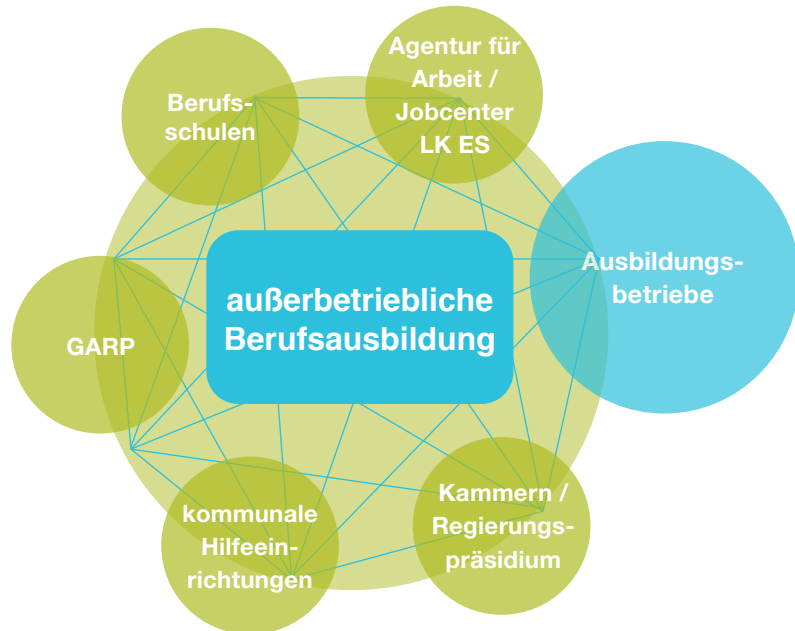 Agentur für
Arbeit /
Jobcenter
LK ES
Berufs-
schulen
Ausbildungs-
betriebe
außerbetriebliche
Berufsausbildung
GARP
Kammern /
Regierungs-
präsidium
kommunale
Hilfeein-
richtungen